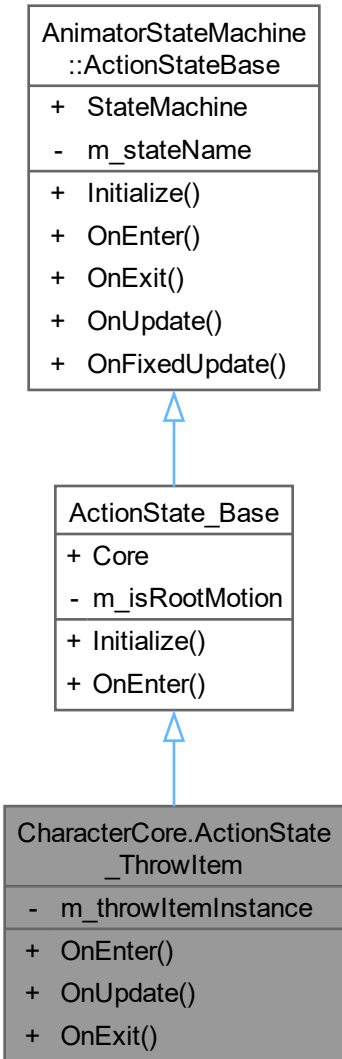 AnimatorStateMachine
::ActionStateBase
+ StateMachine
- m_stateName
+ Initialize()
+ OnEnter()
+ OnExit()
+ OnUpdate()
+ OnFixedUpdate()
ActionState_Base
+ Core
- m_isRootMotion
+ Initialize()
+ OnEnter()
CharacterCore.ActionState
_ThrowItem
- m_throwItemInstance
+ OnEnter()
+ OnUpdate()
+ OnExit()